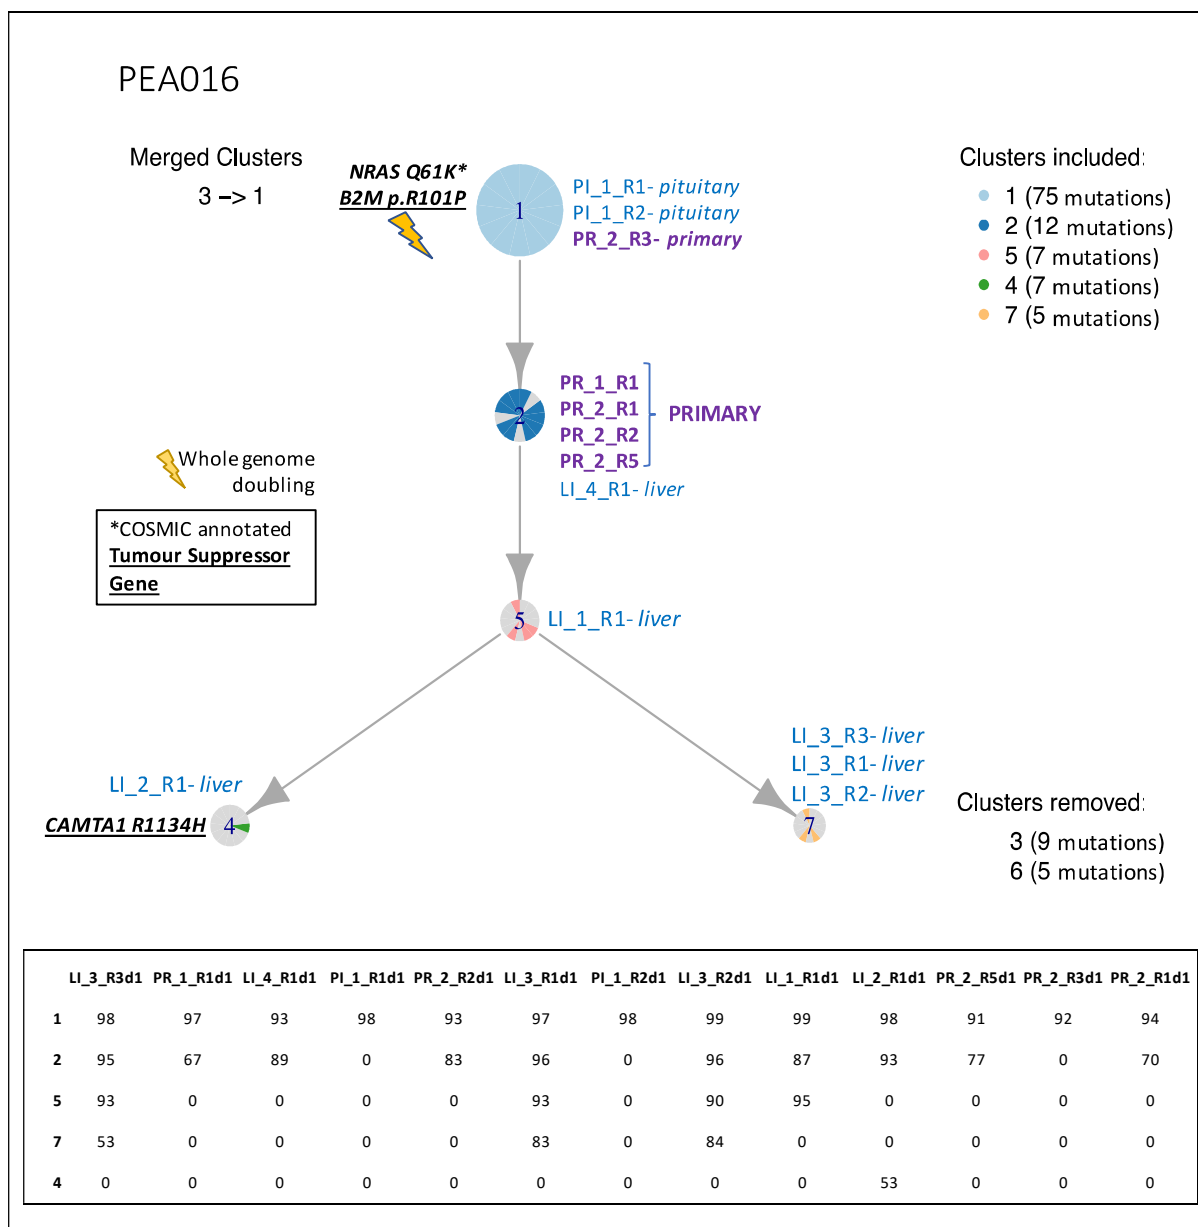 PEA016
Merged Clusters
3 –> 1
NRAS Q61K*
B2M p.R101P
1
PI_1_R1- pituitary
PI_1_R2- pituitary
PR_2_R3- primary
Clusters included:
1 (75 mutations)
2 (12 mutations)
5 (7 mutations)
4 (7 mutations)
7 (5 mutations)
2
PR_1_R1
PR_2_R1
PR_2_R2
PR_2_R5
PRIMARY
LI_4_R1- liver
Whole genome
doubling
*COSMIC annotated
Tumour Suppressor
Gene
5
LI_1_R1- liver
LI_2_R1- liver
CAMTA1 R1134H
4
LI_3_R3- liver
LI_3_R1- liver
LI_3_R2- liver
7
Clusters removed:
3 (9 mutations)
6 (5 mutations)
LI_3_R3d1 PR_1_R1d1 LI_4_R1d1 PI_1_R1d1 PR_2_R2d1 LI_3_R1d1 PI_1_R2d1 LI_3_R2d1 LI_1_R1d1 LI_2_R1d1 PR_2_R5d1 PR_2_R3d1 PR_2_R1d1
1 98 97 93 98 93 97 98 99 99 98 91 92 94
2 95 67 89 0 83 96 0 96 87 93 77 0 70
5 93 0 0 0 0 93 0 90 95 0 0 0 0
7 53 0 0 0 0 83 0 84 0 0 0 0 0
4 0 0 0 0 0 0 0 0 0 53 0 0 0